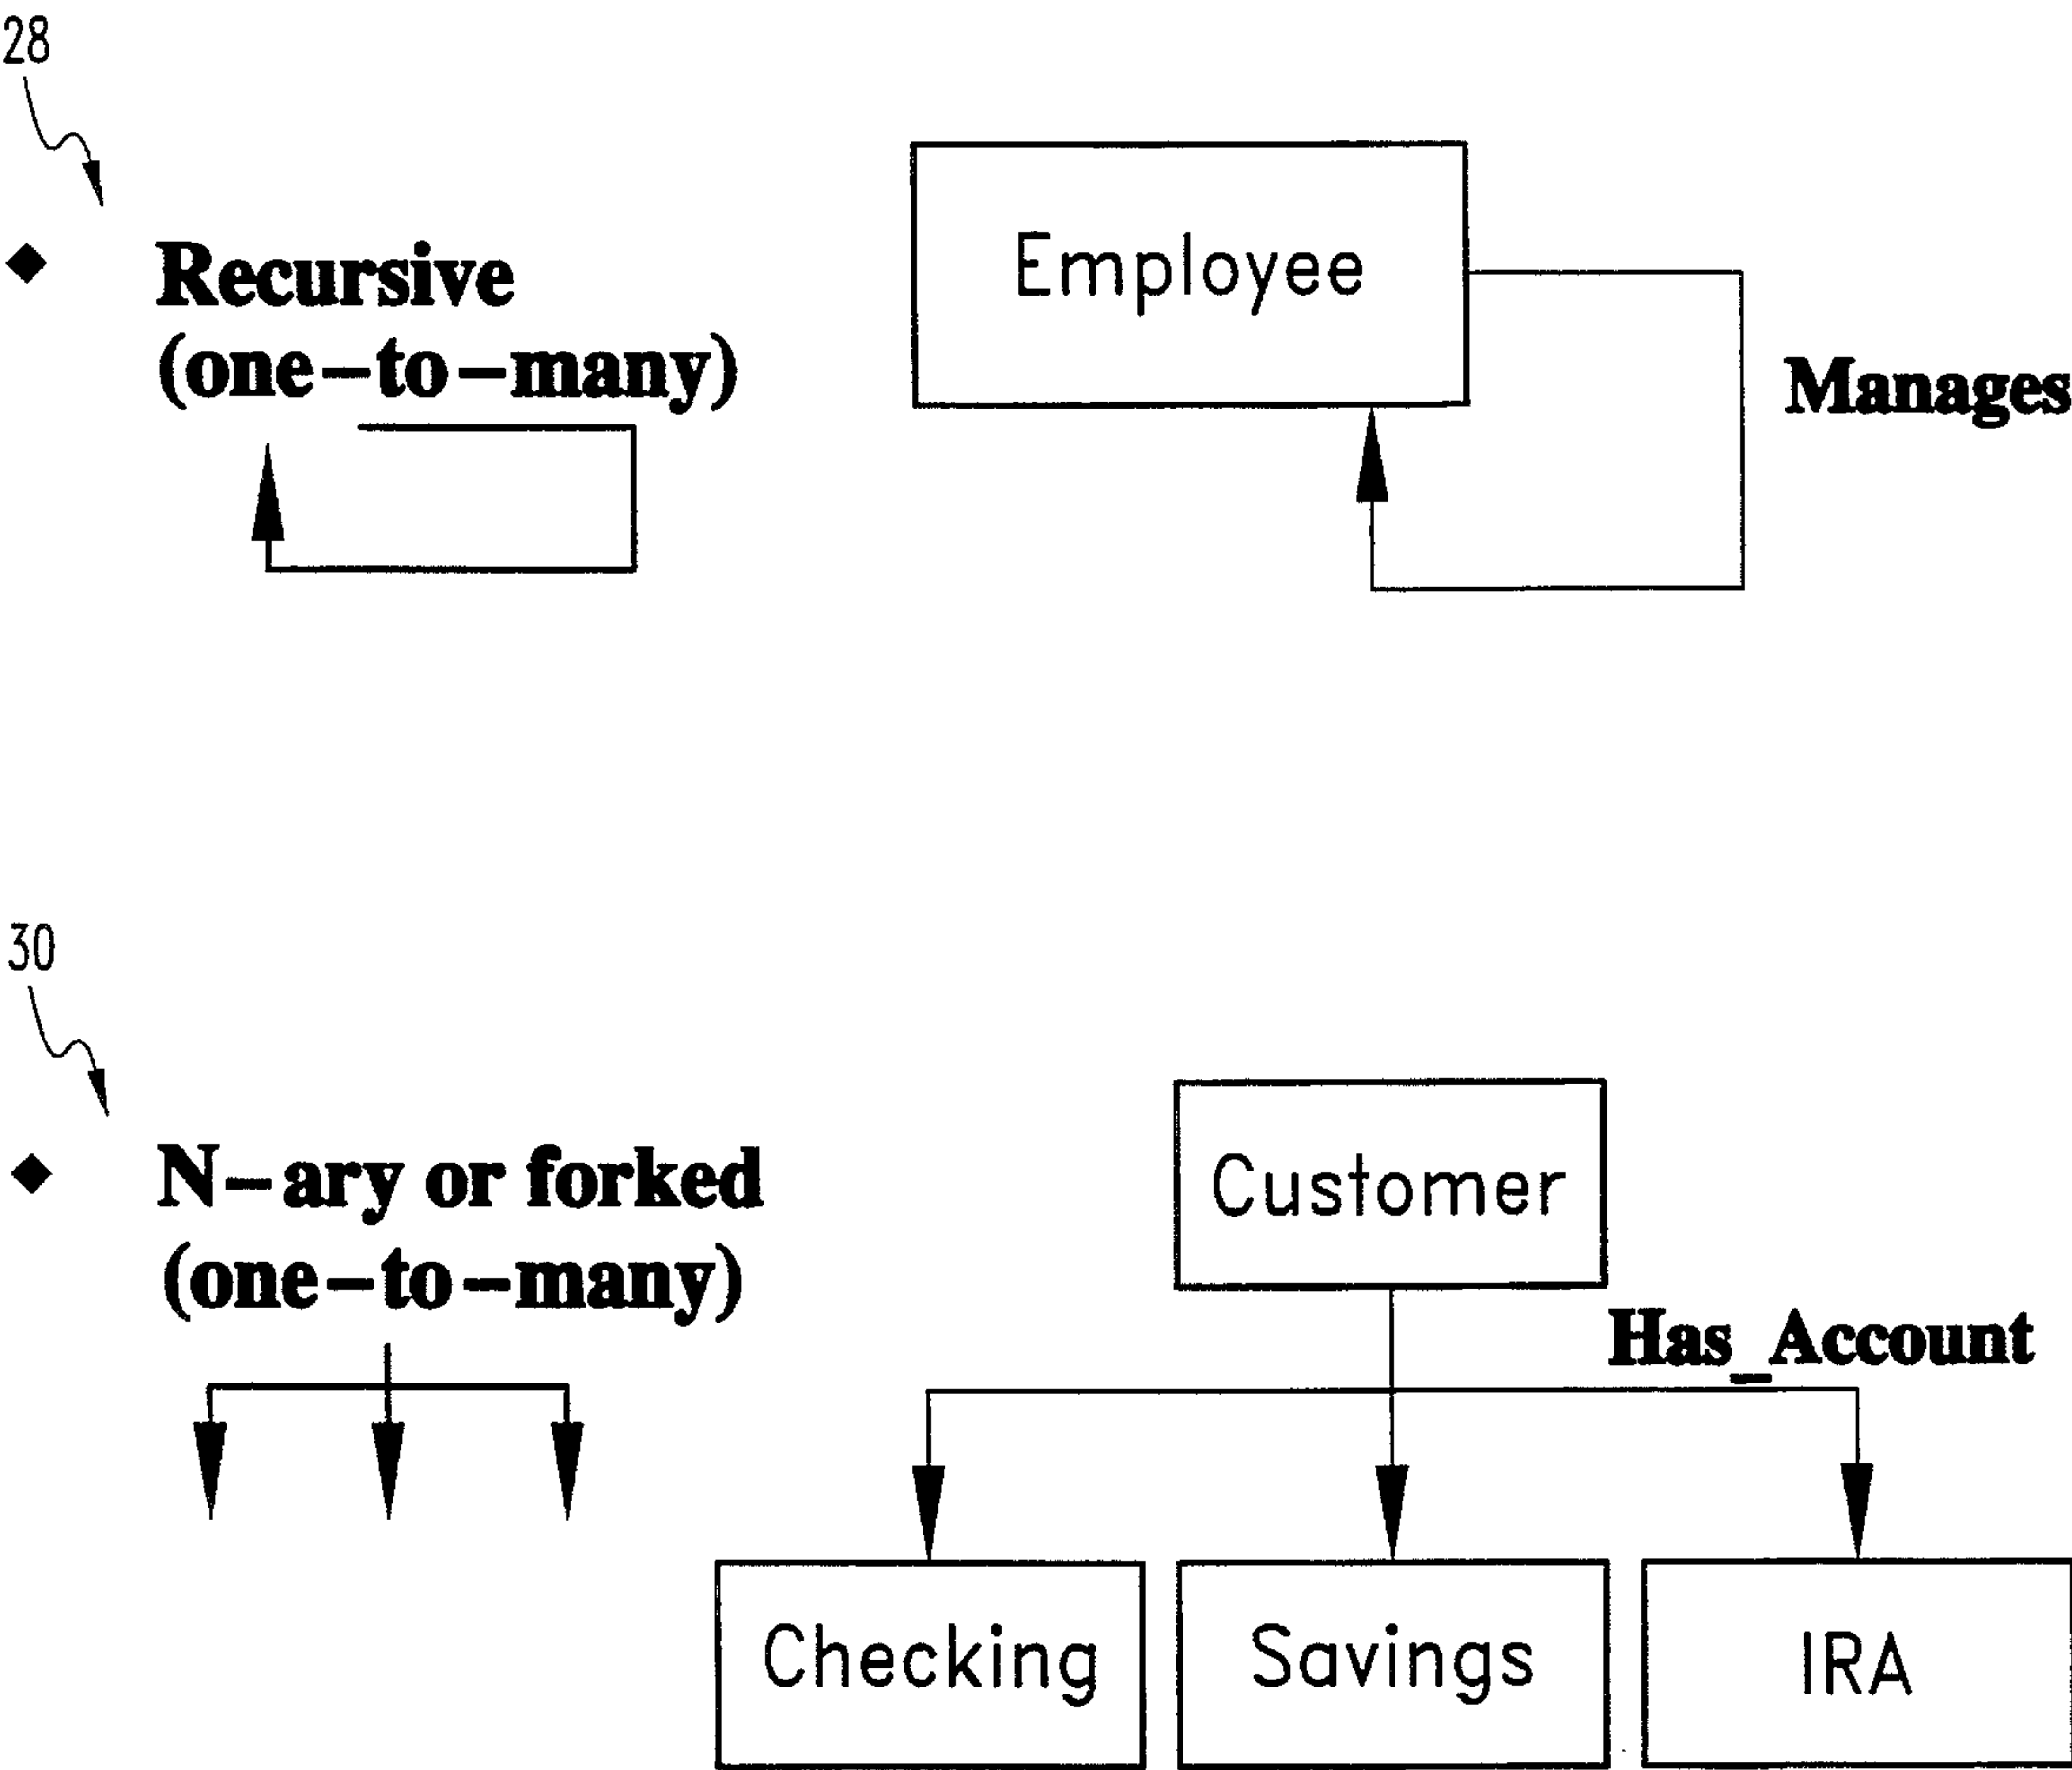 28
Recursive
(one-to-many)
Employee
Manages
30
N-ary or forked
(one-to-many)
Customer
Has_Account
Checking
Savings
IRA